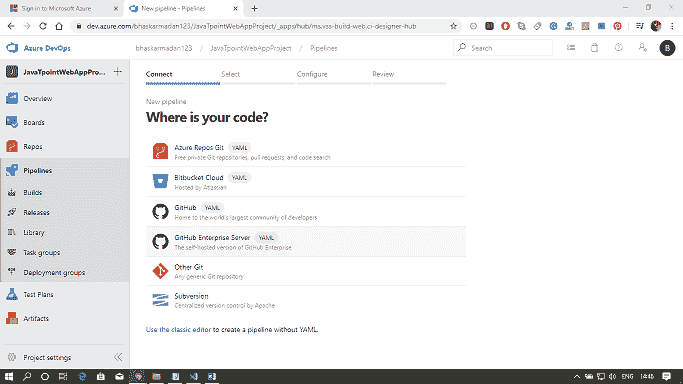 Sign in to Microsoft Azure
New pipeline - Pipelines
dev.azure.com/bhaskarmadan123/JavaTpointWebAppProject/_apps/hub/ms.vss-build-web.ci-designer-hub
Azure DevOps
bhaskarmadan123 / JavaTpointWebAppProject / Pipelines
Search
B
JavaTpointWebAppPro...
Overview
Boards
Repos
Pipelines
Builds
Releases
Library
Task groups
Deployment groups
Test Plans
Artifacts
Project settings
Connect
Select
Configure
Review
New pipeline
Where is your code?
Azure Repos Git YAML
Free private Git repositories, pull requests, and code search
Bitbucket Cloud YAML
Hosted by Atlassian
GitHub YAML
Home to the world's largest community of developers
GitHub Enterprise Server YAML
The self-hosted version of GitHub Enterprise
Other Git
Any generic Git repository
Subversion
Centralized version control by Apache
Use the classic editor to create a pipeline without YAML.
ENG